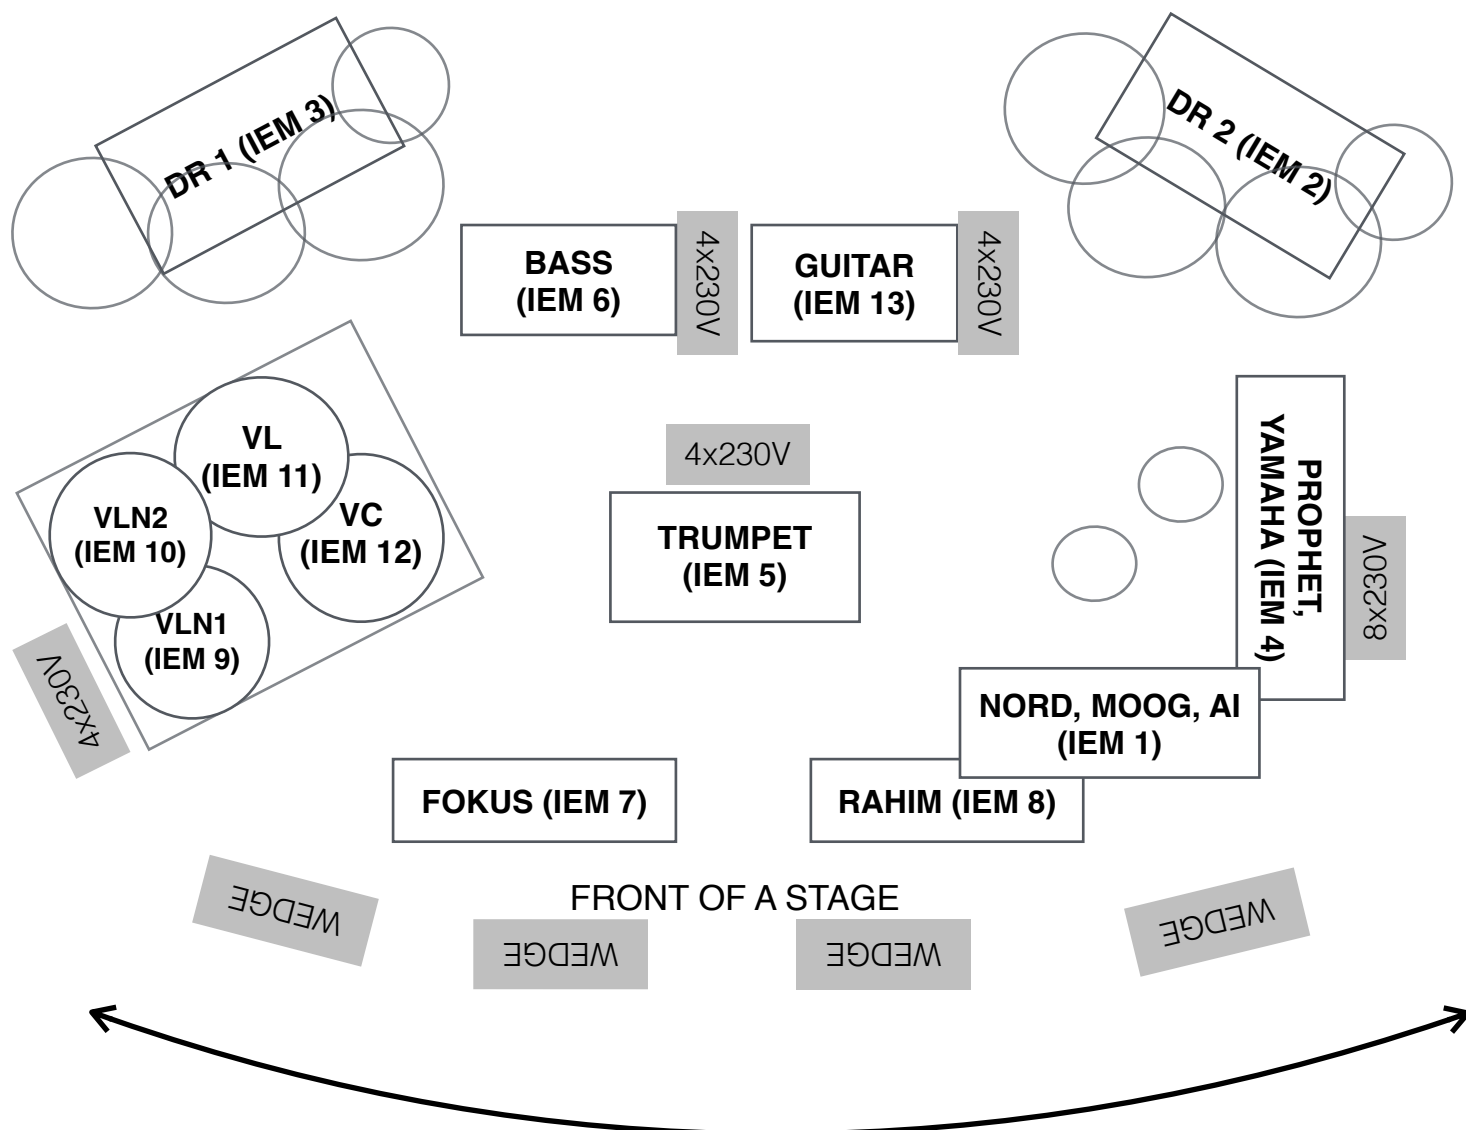 DR 1 (IEM 3)
DR 2 (IEM 2)
BASS
(IEM 6)
4x230V
GUITAR
(IEM 13)
4x230V
VL
(IEM 11)
VLN2
(IEM 10)
VC
(IEM 12)
VLN1
(IEM 9)
4x230V
4x230V
TRUMPET
(IEM 5)
PROPHET,
YAMAHA (IEM 4)
8x230V
NORD, MOOG, AI
(IEM 1)
FOKUS (IEM 7)
RAHIM (IEM 8)
FRONT OF A STAGE
WEDGE
WEDGE
WEDGE
WEDGE